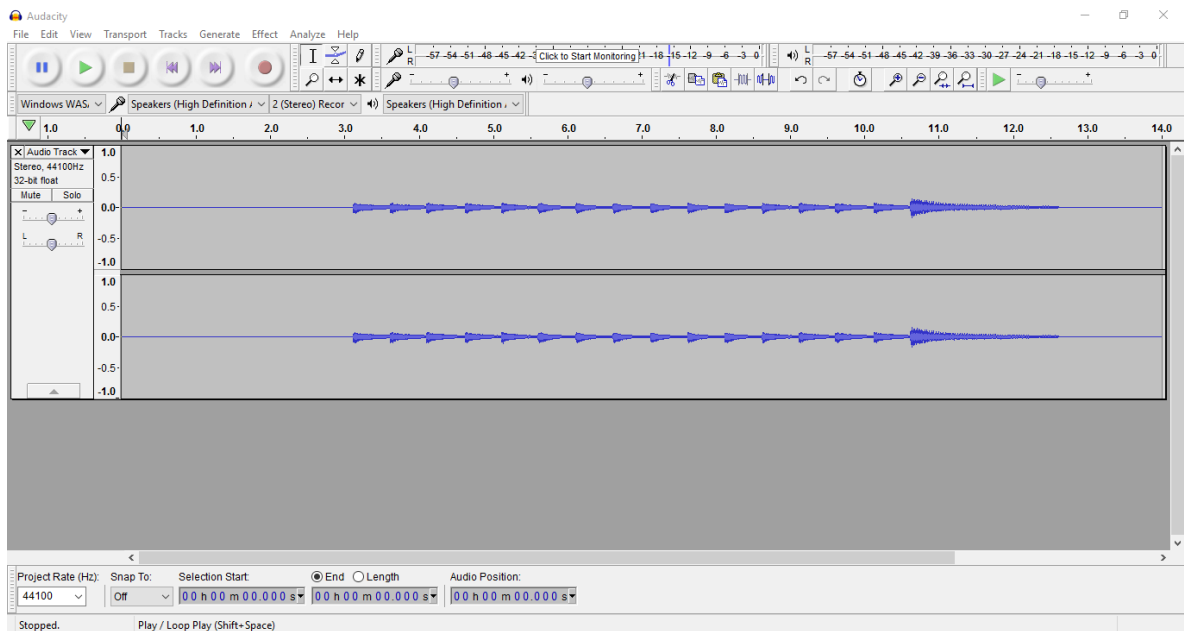 Audacity
File Edit View Transport Tracks Generate Effect Analyze Help
L R -57 -54 -51 -48 -45 -42 Click to Start Monitoring -18 -15 -12 -9 -6 -3 0
L R -57 -54 -51 -48 -45 -42 -39 -36 -33 -30 -27 -24 -21 -18 -15 -12 -9 -6 -3 0
Windows WAS Speakers (High Definition 2 (Stereo) Recor Speakers (High Definition
1.0 0.0 1.0 2.0 3.0 4.0 5.0 6.0 7.0 8.0 9.0 10.0 11.0 12.0 13.0 14.0
X Audio Track 1.0
Stereo, 44100Hz
32-bit float 0.5
Mute Solo
- + 0.0
L R -0.5
-1.0
1.0
0.5
0.0
-0.5
-1.0
Project Rate (Hz): Snap To: Selection Start: End Length Audio Position:
44100 Off 00 h 00 m 00.000 s 00 h 00 m 00.000 s 00 h 00 m 00.000 s
Stopped. Play / Loop Play (Shift+Space)